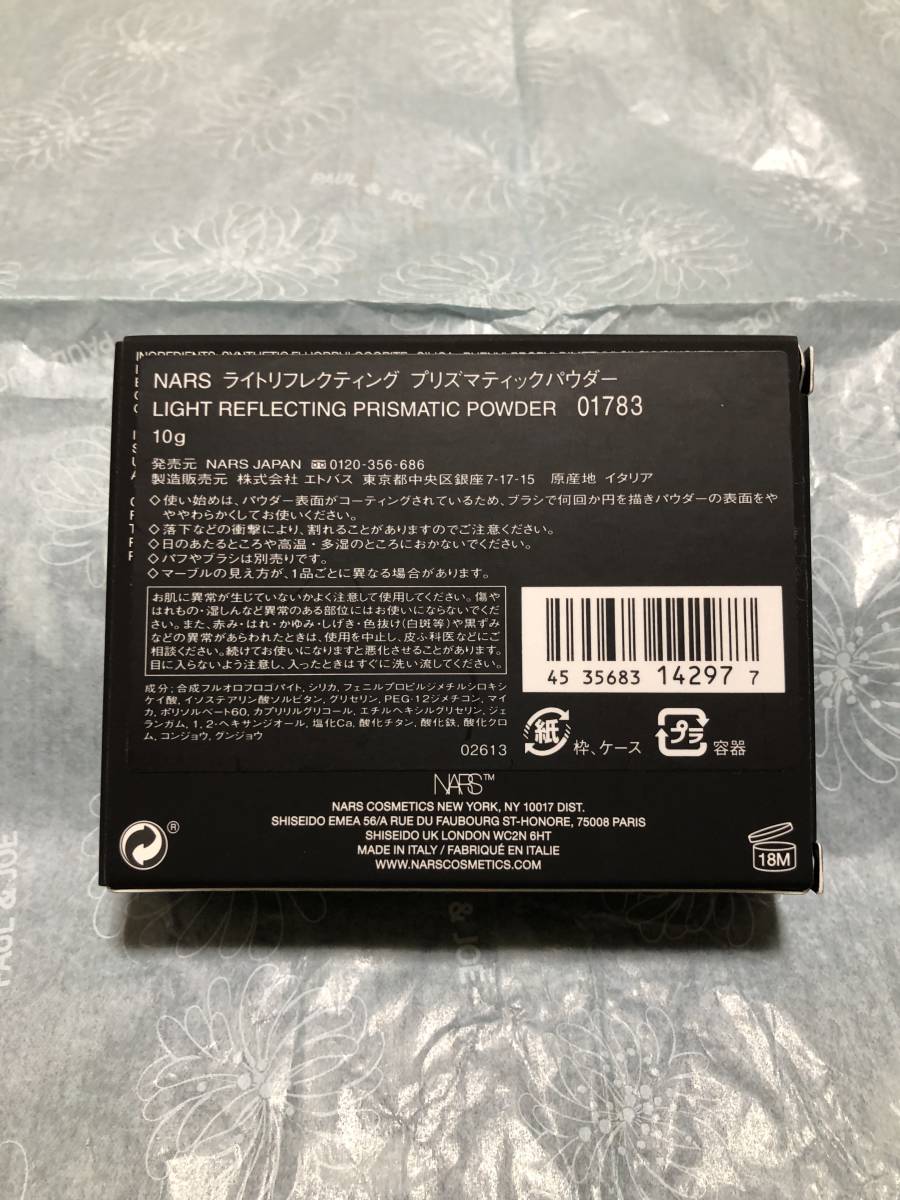 PAUL & JOE
NARS ライトリフレクティング プリズマティックパウダー
LIGHT REFLECTING PRISMATIC POWDER 01783
10g
発売元 NARS JAPAN 0120-356-686
製造販売元 株式会社 エトバス 東京都中央区銀座7-17-15 原産地 イタリア
◇使い始めは、パウダー表面がコーティングされているため、ブラシで何回か円を描きパウダーの表面をや
ややわらかくしてお使いください。
◇落下などの衝撃により、割れることがありますのでご注意ください。
◇日のあたるところや高温・多湿のところにおかないでください。
◇パフやブラシは別売りです。
◇マーブルの見え方が、1品ごとに異なる場合があります。
お肌に異常が生じていないかよく注意して使用してください。傷や
はれもの・湿しんなど異常のある部位にはお使いにならないでくだ
さい。また、赤み・はれ・かゆみ・しげき・色抜け(白斑等)や黒ずみ
などの異常があらわれたときは、使用を中止し、皮ふ科医などにご
相談ください。続けてお使いになりますと悪化させることがあります。
目に入らないよう注意し、入ったときはすぐに洗い流してください。
成分:合成フルオロフロゴパイト、シリカ、フェニルプロピルジメチルシロキシ
ケイ酸、イソステアリン酸ソルビタン、グリセリン、PEG-12ジメチコン、マイ
カ、ポリソルベート60、カプリリルグリコール、エチルヘキシルグリセリン、ジェ
ランガム、1, 2-ヘキサンジオール、塩化Ca、酸化チタン、酸化鉄、酸化クロ
ム、コンジョウ、グンジョウ
02613
45 35683 14297 7
紙 枠、ケース プラ 容器
NARS™
NARS COSMETICS NEW YORK, NY 10017 DIST.
SHISEIDO EMEA 56/A RUE DU FAUBOURG ST-HONORE, 75008 PARIS
SHISEIDO UK LONDON WC2N 6HT
MADE IN ITALY / FABRIQUÉ EN ITALIE
WWW.NARSCOSMETICS.COM
®
18M
PAUL & JOE